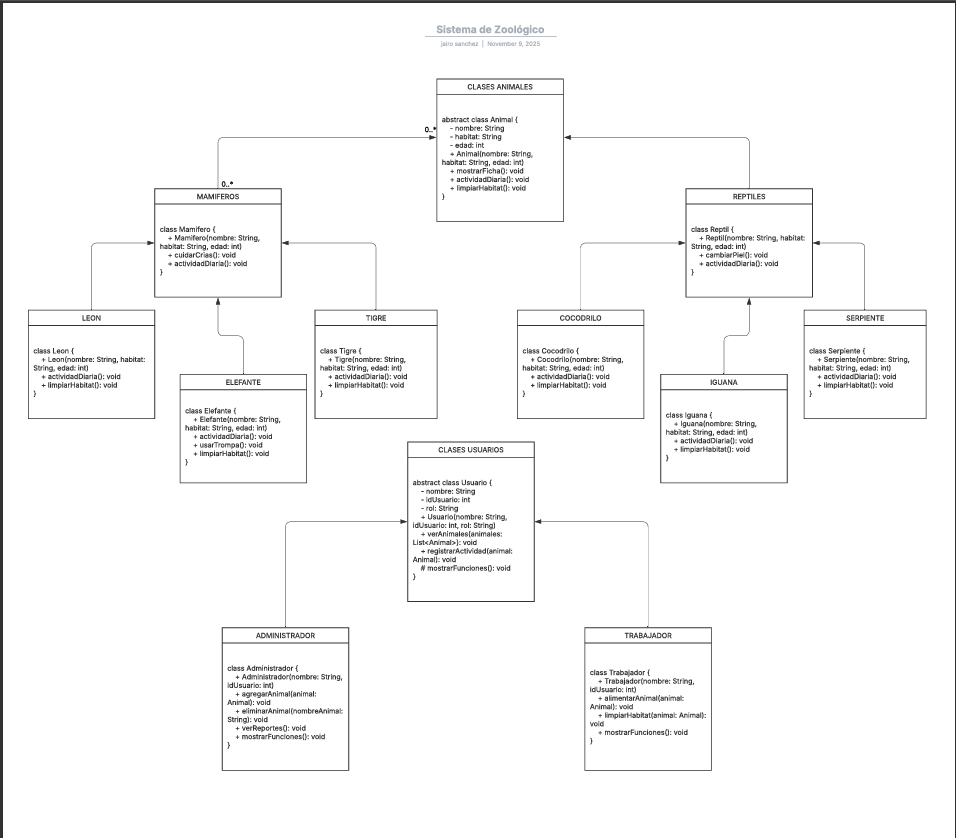 Sistema de Zoológico
jairo sanchez | November 9, 2025
CLASES ANIMALES
abstract class Animal {
- nombre: String
- habitat: String
- edad: int
+ Animal(nombre: String,
habitat: String, edad: int)
+ mostrarFicha(): void
+ actividadDiaria(): void
+ limpiarHabitat(): void
}
0..*
0..*
MAMIFEROS
class Mamifero {
+ Mamifero(nombre: String,
habitat: String, edad: int)
+ cuidarCrias(): void
+ actividadDiaria(): void
}
REPTILES
class Reptil {
+ Reptil(nombre: String, habitat:
String, edad: int)
+ cambiarPiel(): void
+ actividadDiaria(): void
}
LEON
class Leon {
+ Leon(nombre: String, habitat:
String, edad: int)
+ actividadDiaria(): void
+ limpiarHabitat(): void
}
TIGRE
class Tigre {
+ Tigre(nombre: String,
habitat: String, edad: int)
+ actividadDiaria(): void
+ limpiarHabitat(): void
}
COCODRILO
class Cocodrilo {
+ Cocodrilo(nombre: String,
habitat: String, edad: int)
+ actividadDiaria(): void
+ limpiarHabitat(): void
}
SERPIENTE
class Serpiente {
+ Serpiente(nombre: String,
habitat: String, edad: int)
+ actividadDiaria(): void
+ limpiarHabitat(): void
}
ELEFANTE
class Elefante {
+ Elefante(nombre: String,
habitat: String, edad: int)
+ actividadDiaria(): void
+ usarTrompa(): void
+ limpiarHabitat(): void
}
IGUANA
class Iguana {
+ Iguana(nombre: String,
habitat: String, edad: int)
+ actividadDiaria(): void
+ limpiarHabitat(): void
}
CLASES USUARIOS
abstract class Usuario {
- nombre: String
- idUsuario: int
- rol: String
+ Usuario(nombre: String,
idUsuario: int, rol: String)
+ verAnimales(animales:
List<Animal>): void
+ registrarActividad(animal:
Animal): void
# mostrarFunciones(): void
}
ADMINISTRADOR
class Administrador {
+ Administrador(nombre: String,
idUsuario: int)
+ agregarAnimal(animal:
Animal): void
+ eliminarAnimal(nombreAnimal:
String): void
+ verReportes(): void
+ mostrarFunciones(): void
}
TRABAJADOR
class Trabajador {
+ Trabajador(nombre: String,
idUsuario: int)
+ alimentarAnimal(animal:
Animal): void
+ limpiarHabitat(animal: Animal):
void
+ mostrarFunciones(): void
}